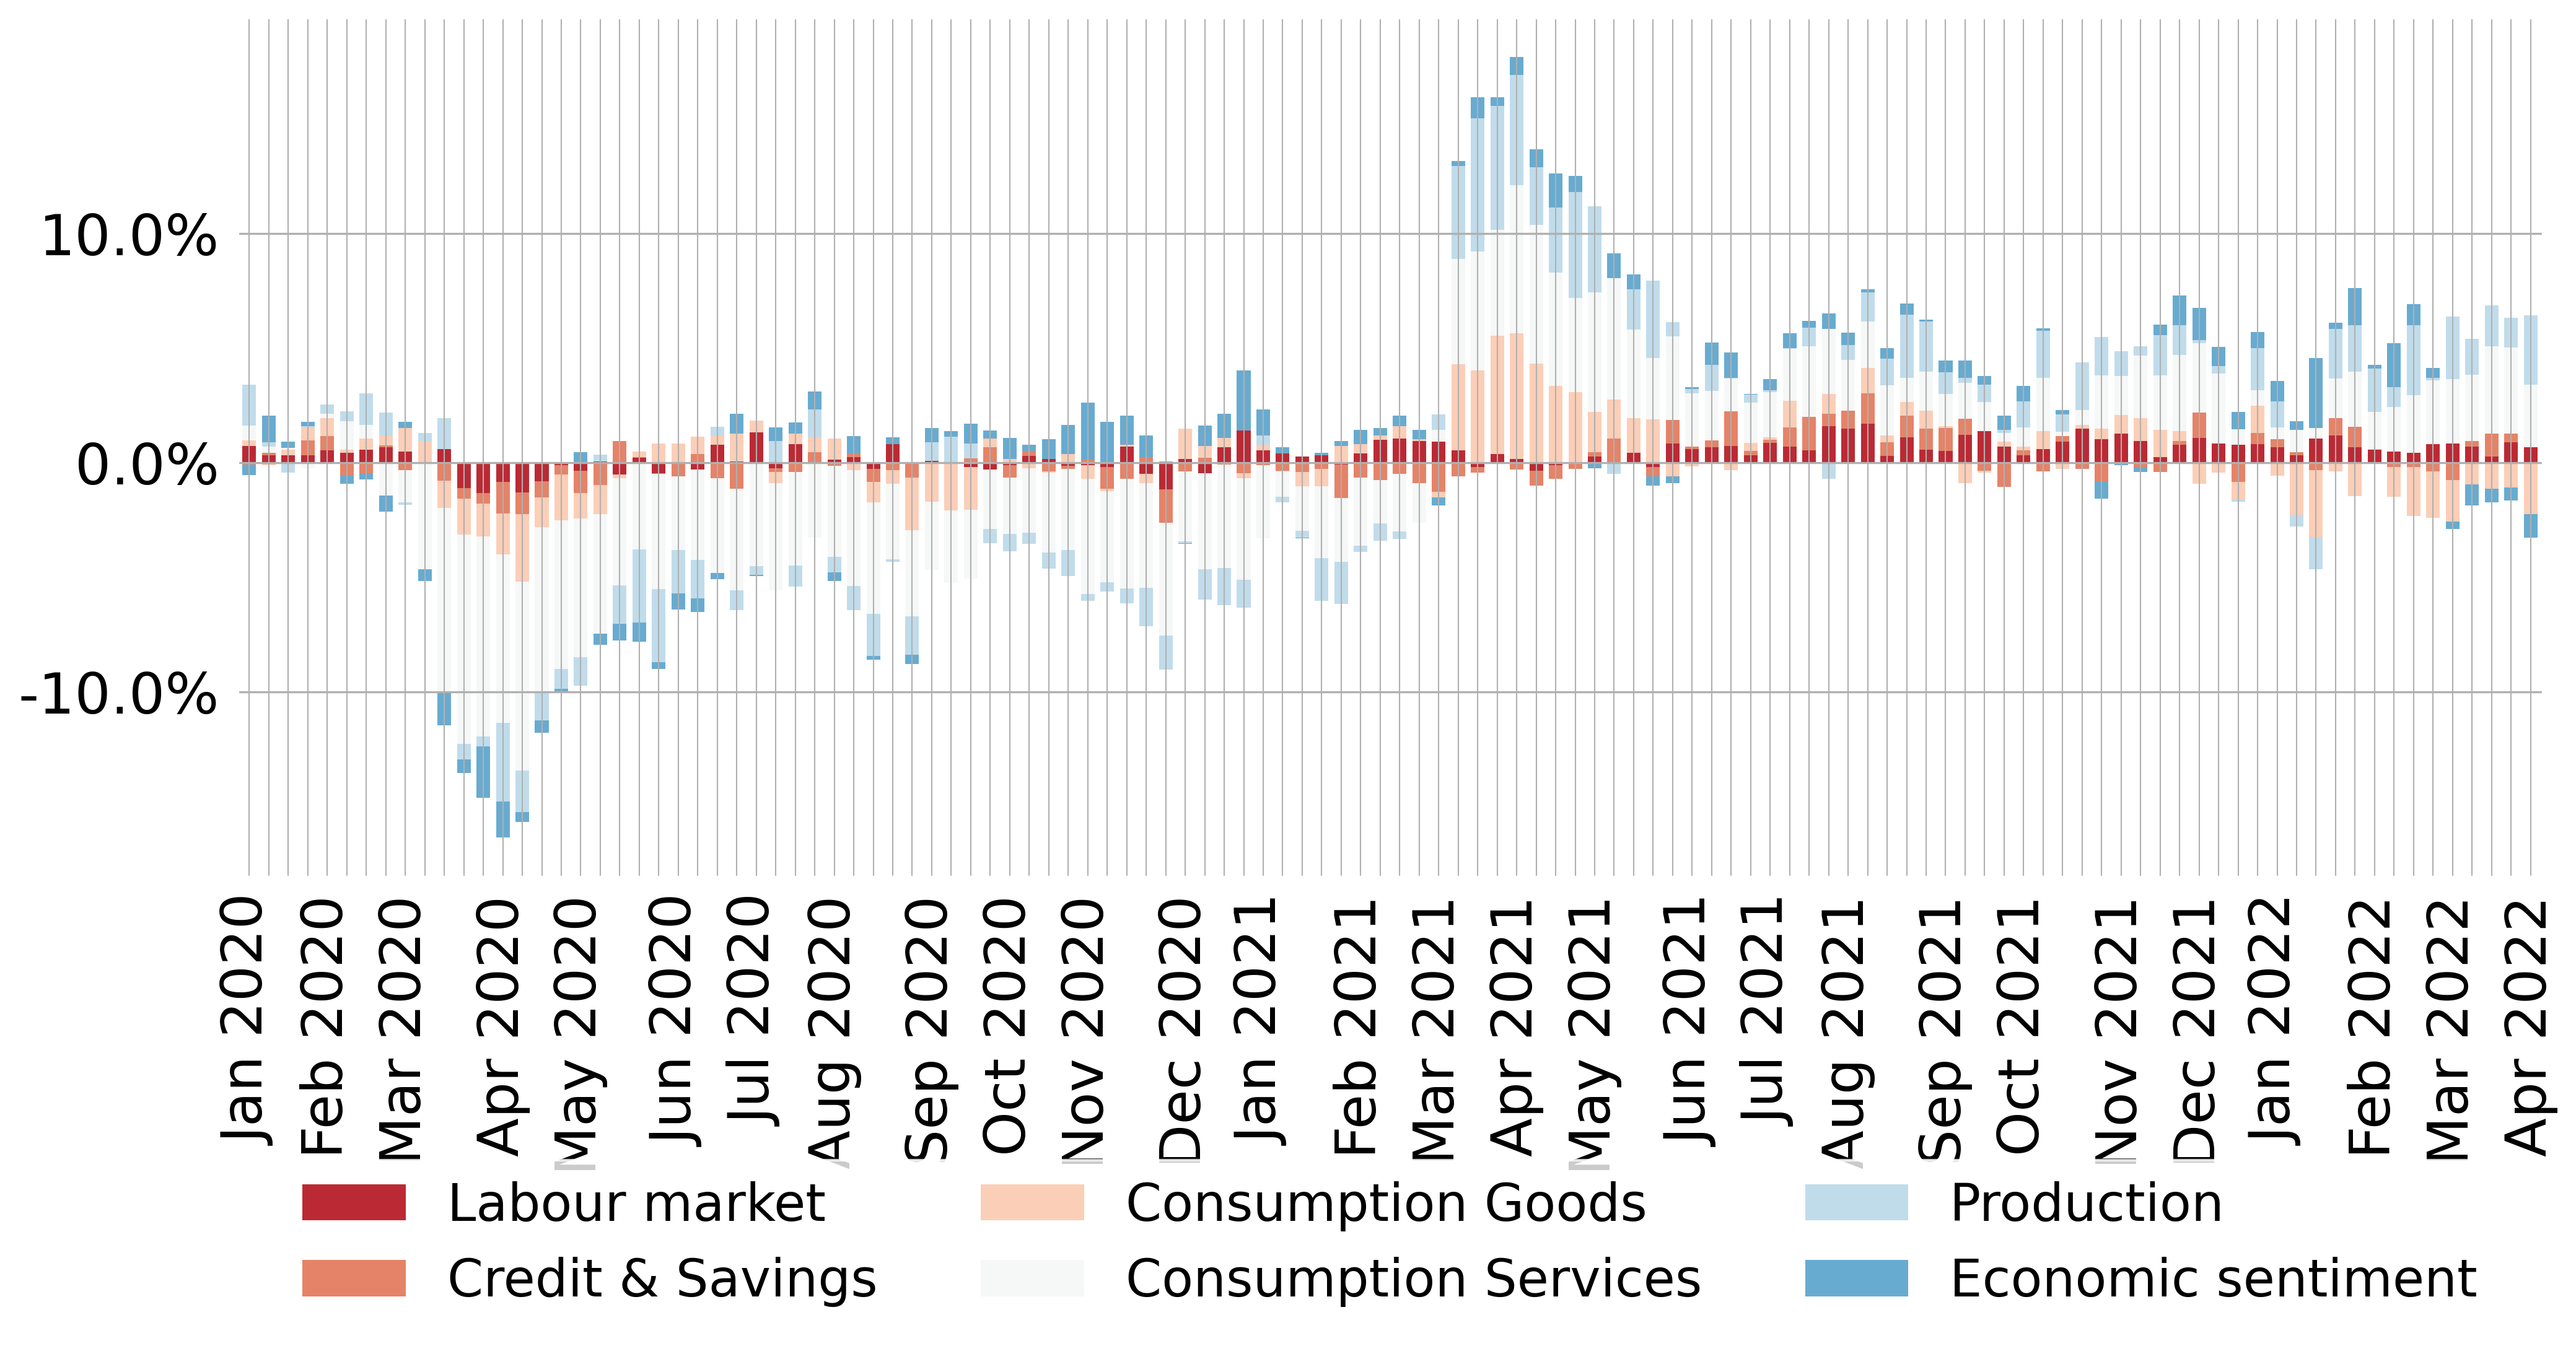 10.0%
0.0%
-10.0%
Jan 2020
Feb 2020
Mar 2020
Apr 2020
May 2020
Jun 2020
Jul 2020
Aug 2020
Sep 2020
Oct 2020
Nov 2020
Dec 2020
Jan 2021
Feb 2021
Mar 2021
Apr 2021
May 2021
Jun 2021
Jul 2021
Aug 2021
Sep 2021
Oct 2021
Nov 2021
Dec 2021
Jan 2022
Feb 2022
Mar 2022
Apr 2022
Labour market
Credit & Savings
Consumption Goods
Consumption Services
Production
Economic sentiment